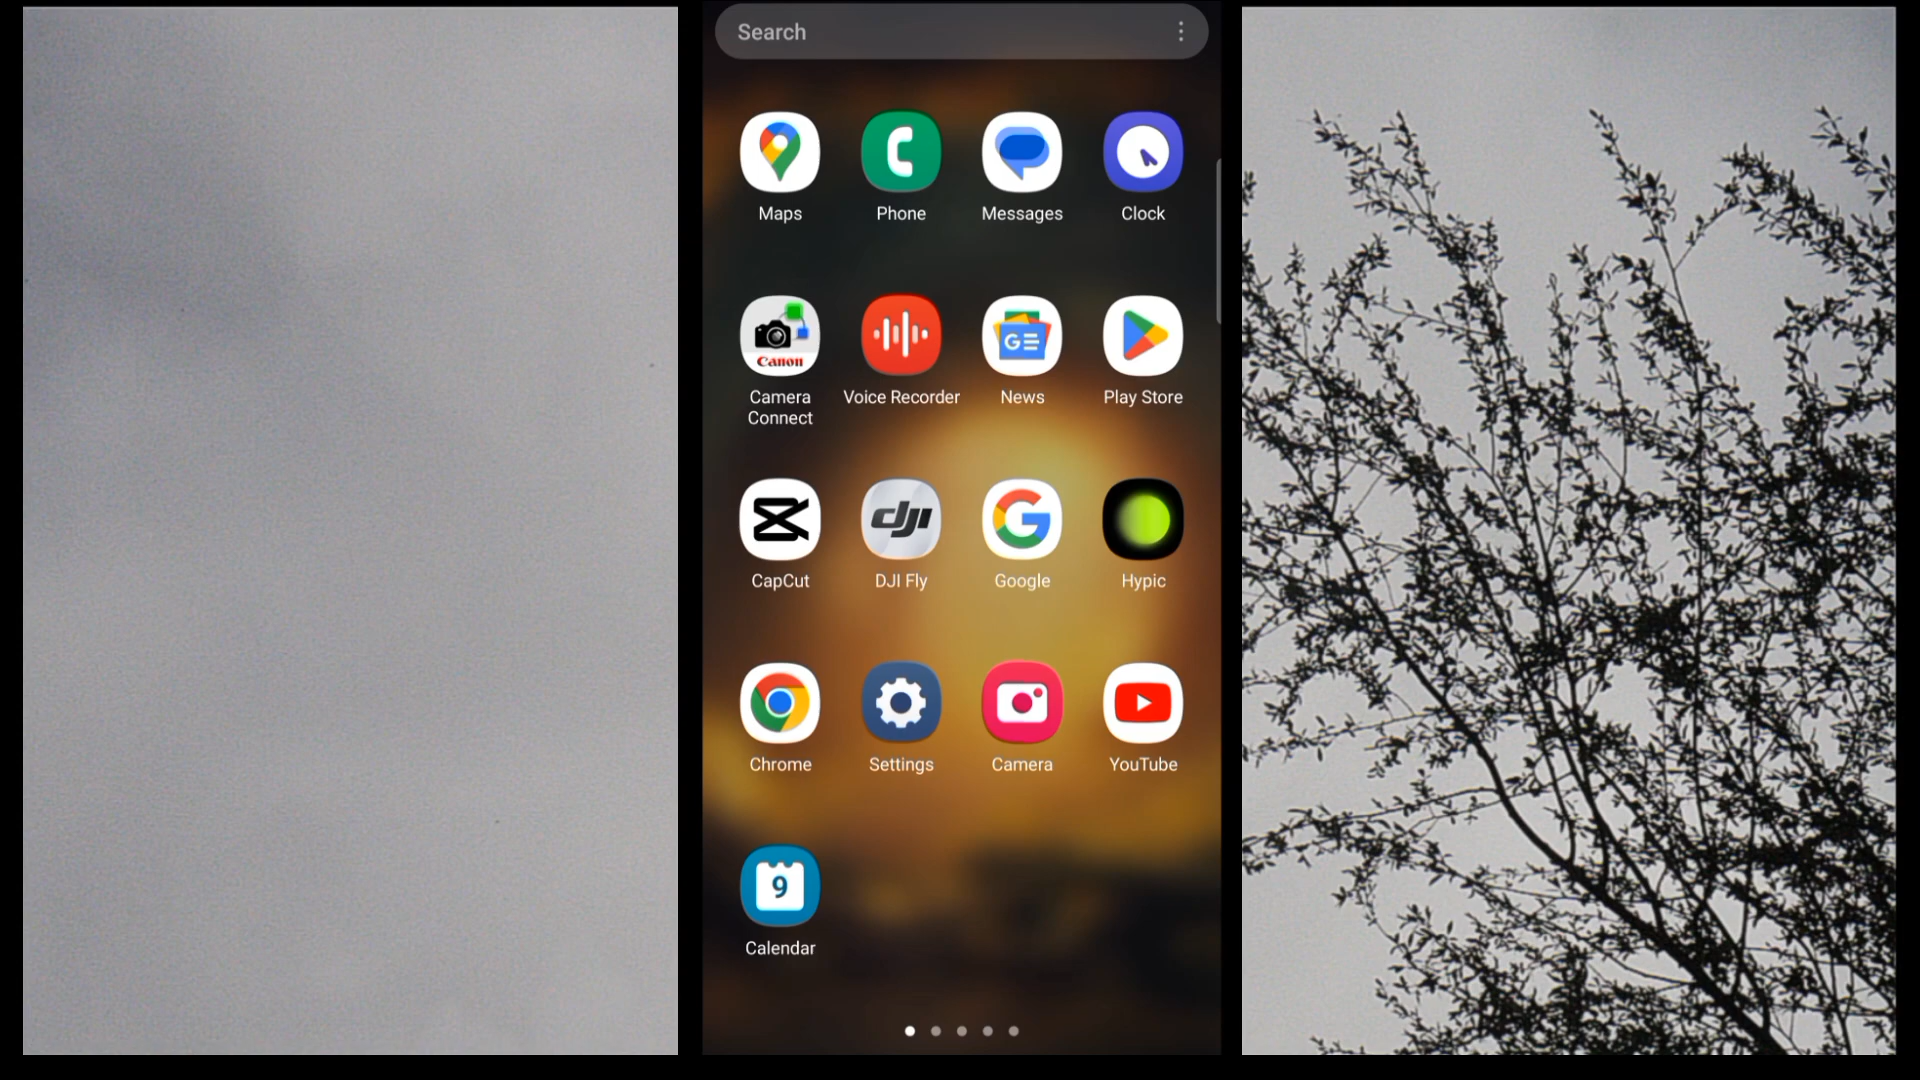 Search
Maps
Phone
Messages
Clock
Canon
Camera
Connect
Voice Recorder
G
News
Play Store
CapCut
dji
DJI Fly
G
Google
Hypic
Chrome
Settings
Camera
YouTube
9
Calendar